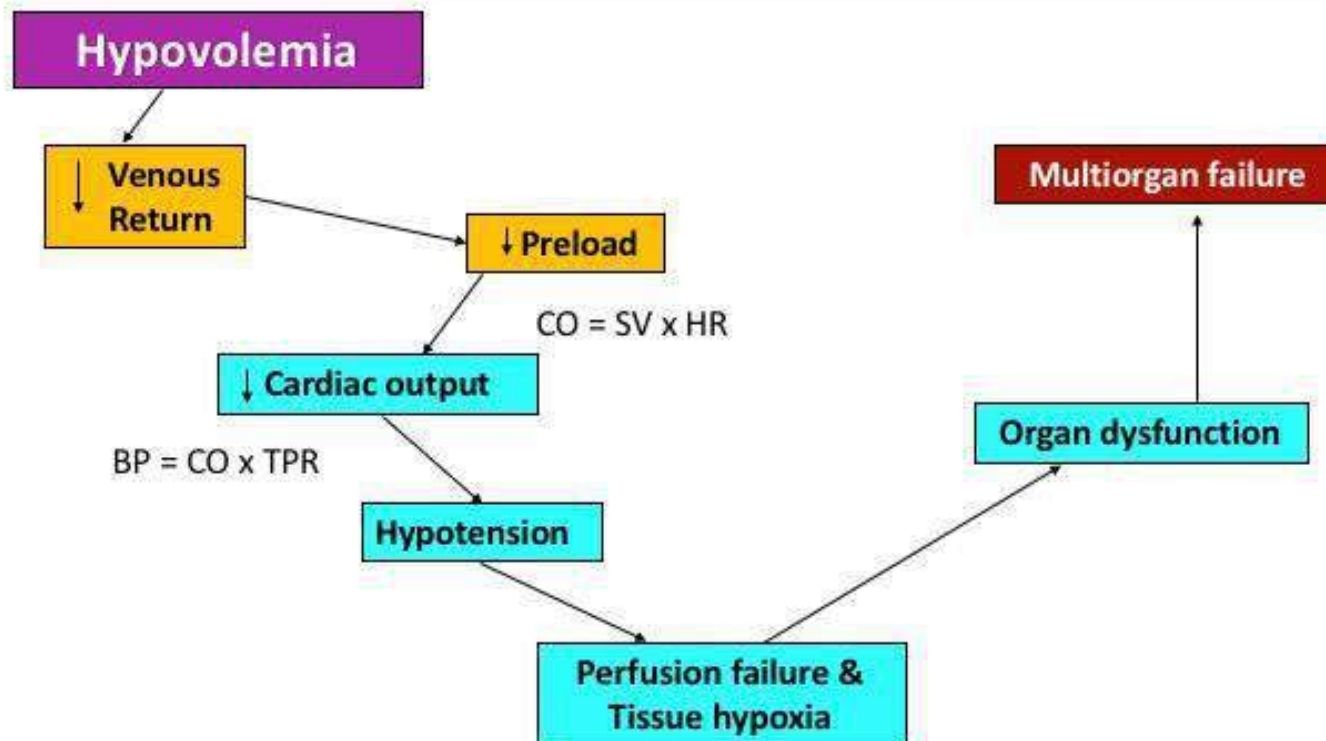 Hypovolemia
↓ Venous
Return
↓ Preload
CO = SV x HR
↓ Cardiac output
BP = CO x TPR
Hypotension
Perfusion failure &
Tissue hypoxia
Organ dysfunction
Multiorgan failure